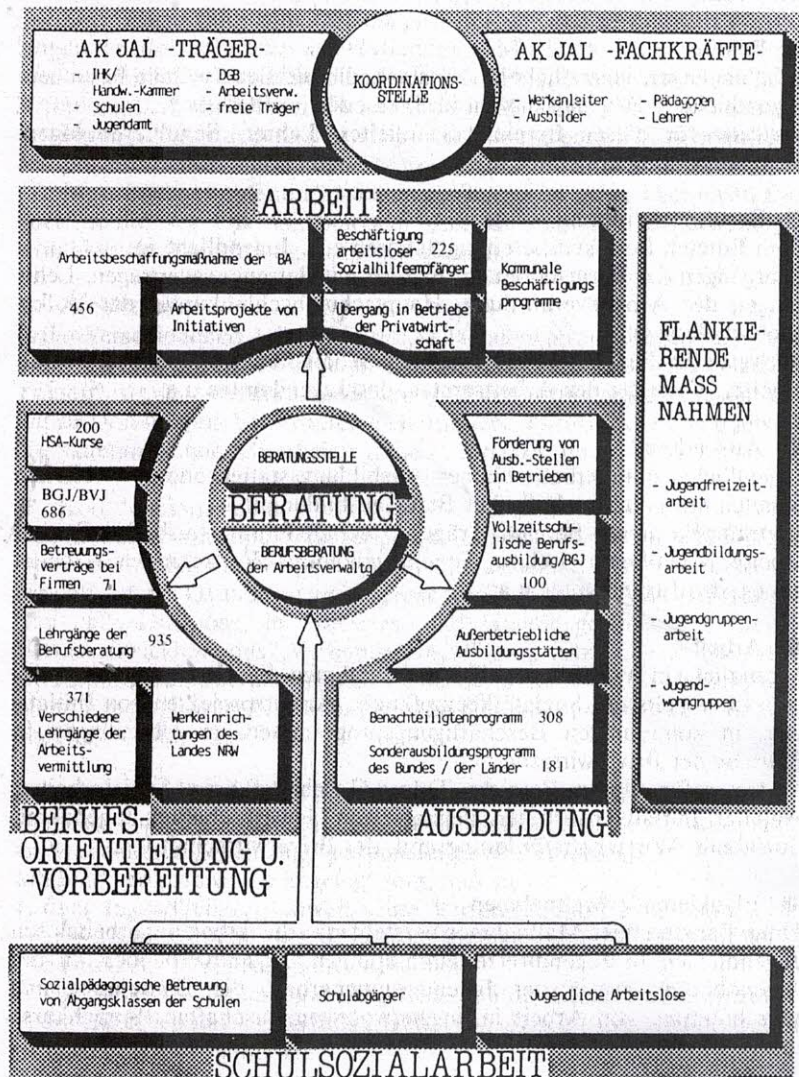 AK JAL -TRÄGER-
- IHK/
Handw.-Kammer
- Schulen
- Jugendamt
- DGB
- Arbeitsverw.
- freie Träger
KOORDINATIONS-
STELLE
AK JAL -FACHKRÄFTE-
- Werkanleiter
- Ausbilder
- Pädagogen
- Lehrer
ARBEIT
Arbeitsbeschaffungsmaßnahme der BA
456
Arbeitsprojekte von
Initiativen
Beschäftigung
arbeitsloser 225
Sozialhilfeempfänger
Übergang in Betriebe
der Privatwirt-
schaft
Kommunale
Beschäftigungs
programme
FLANKIE-
RENDE
MASS
NAHMEN
- Jugendfreizeit-
arbeit
- Jugendbildungs-
arbeit
- Jugendgruppen-
arbeit
- Jugend-
wohngruppen
200
HSA-Kurse
BGJ/BVJ
686
Betreuungs-
verträge bei
Firmen 71
Lehrgänge der
Berufsberatung 935
371
Verschiedene
Lehrgänge der
Arbeits-
vermittlung
Werkeinrich-
tungen des
Landes NRW
BERUFS-
ORIENTIERUNG U.
-VORBEREITUNG
BERATUNGSSTELLE
BERATUNG
BERUFSBERATUNG
der Arbeitsverwaltung
Förderung von
Ausb.-Stellen
in Betrieben
Vollzeitschu-
lische Berufs-
ausbildung/BGJ
100
Außerbetriebliche
Ausbildungsstätten
Benachteiligtenprogramm 308
Sonderausbildungsprogramm
des Bundes / der Länder 181
AUSBILDUNG
Sozialpädagogische Betreuung
von Abgangsklassen der Schulen
Schulabgänger
Jugendliche Arbeitslose
SCHULSOZIALARBEIT